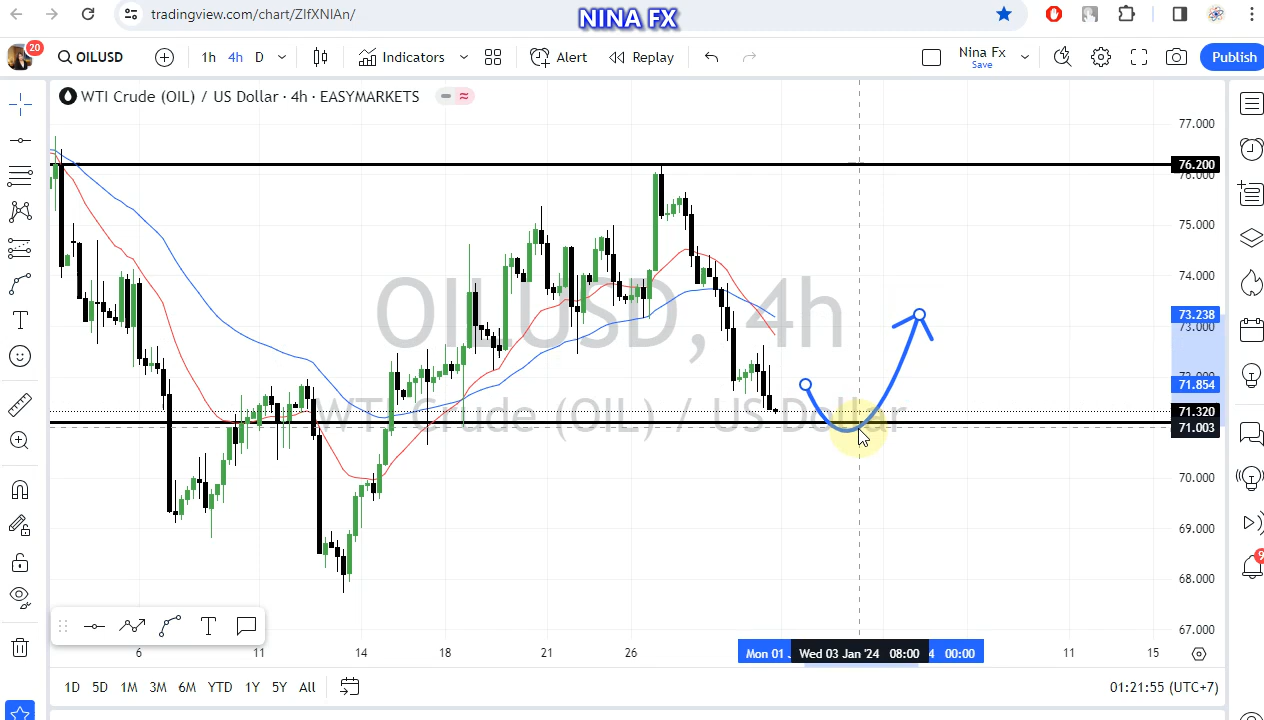 tradingview.com/chart/ZIfXNIAn/
NINA FX
20
OILUSD
1h
4h
D
Indicators
Alert
Replay
Nina Fx
Save
Publish
WTI Crude (OIL) / US Dollar · 4h · EASYMARKETS
77.000
76.200
76.000
75.000
74.000
OILUSD, 4h
73.238
73.000
72.000
71.854
71.320
WTI Crude (OIL) / US Dollar
71.003
70.000
69.000
68.000
67.000
6
11
14
18
21
26
Mon 01
Wed 03 Jan '24 08:00
4 00:00
11
15
1D
5D
1M
3M
6M
YTD
1Y
5Y
All
01:21:55 (UTC+7)